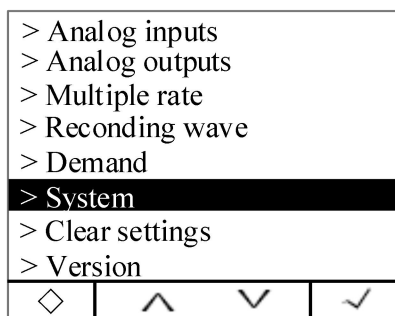 > Analog inputs
> Analog outputs
> Multiple rate
> Reconding wave
> Demand
> System
> Clear settings
> Version